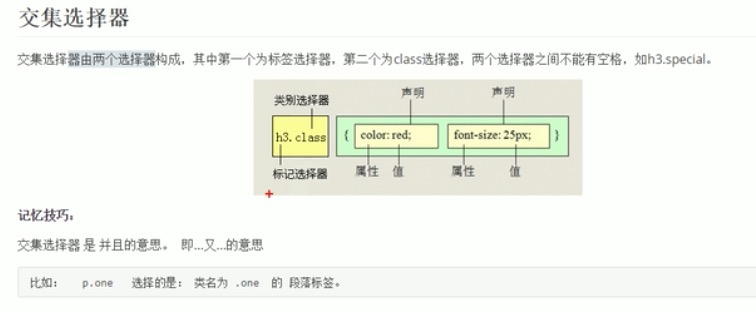 交集选择器
交集选择器由两个选择器构成，其中第一个为标签选择器，第二个为class选择器，两个选择器之间不能有空格，如h3.special。
类别选择器 声明 声明
h3.class { color: red; font-size: 25px; }
标记选择器 属性 值 属性 值
记忆技巧：
交集选择器 是 并且的意思。 即...又...的意思
比如： p.one 选择的是： 类名为 .one 的 段落标签。